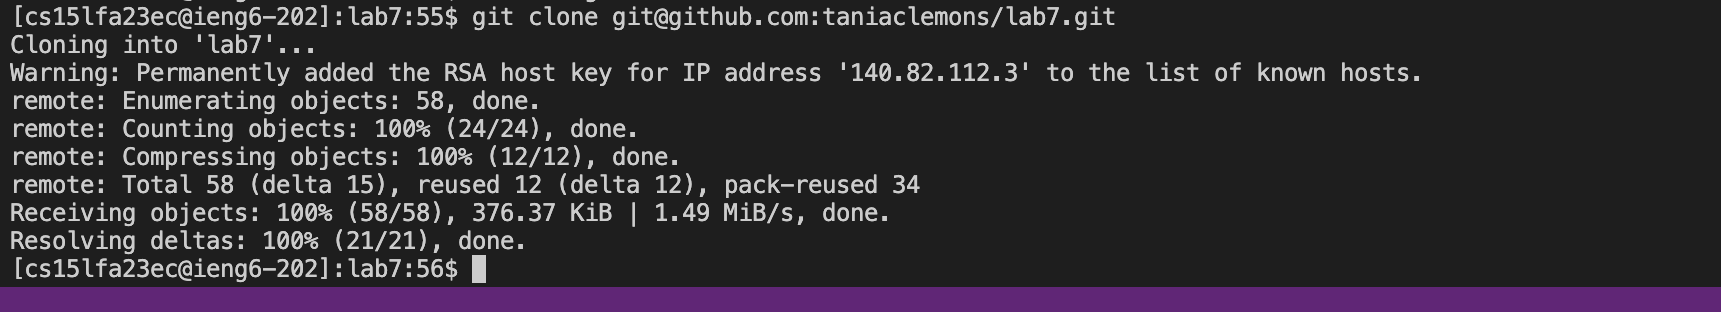 [cs15lfa23ec@ieng6-202]:lab7:55$ git clone git@github.com:taniaclemons/lab7.git
Cloning into 'lab7'...
Warning: Permanently added the RSA host key for IP address '140.82.112.3' to the list of known hosts.
remote: Enumerating objects: 58, done.
remote: Counting objects: 100% (24/24), done.
remote: Compressing objects: 100% (12/12), done.
remote: Total 58 (delta 15), reused 12 (delta 12), pack-reused 34
Receiving objects: 100% (58/58), 376.37 KiB | 1.49 MiB/s, done.
Resolving deltas: 100% (21/21), done.
[cs15lfa23ec@ieng6-202]:lab7:56$